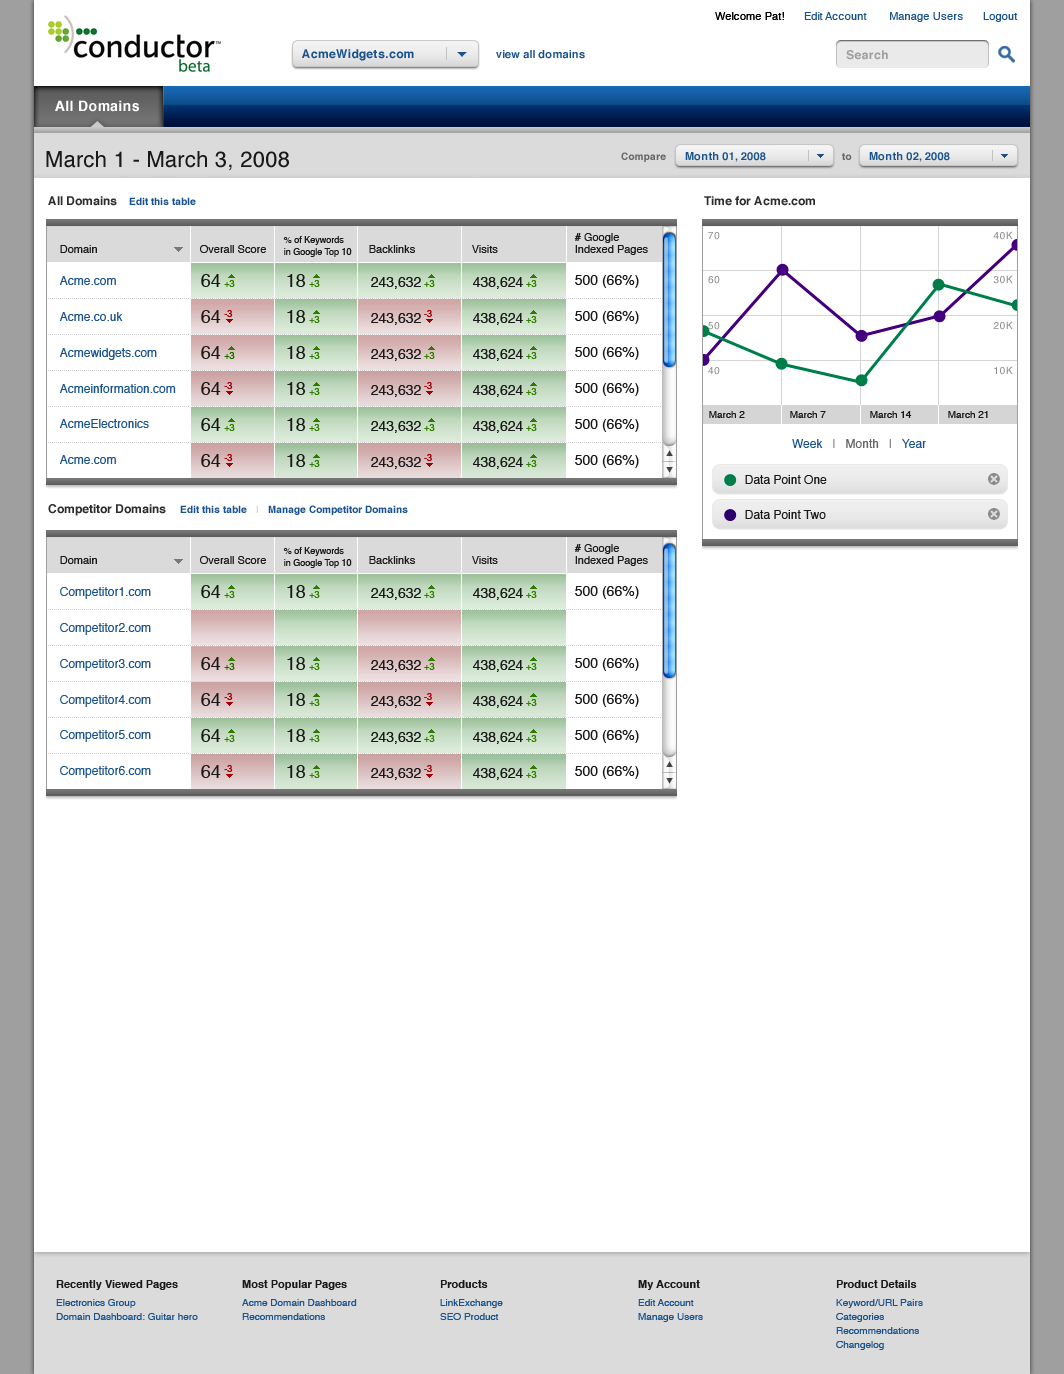 Welcome Pat! Edit Account Manage Users Logout
conductor™
beta
AcmeWidgets.com view all domains Search
All Domains
March 1 - March 3, 2008 Compare Month 01, 2008 to Month 02, 2008
All Domains Edit this table
Domain Overall Score % of Keywords in Google Top 10 Backlinks Visits # Google Indexed Pages
Acme.com 64 +3 18 +3 243,632 +3 438,624 +3 500 (66%)
Acme.co.uk 64 -3 18 +3 243,632 -3 438,624 +3 500 (66%)
Acmewidgets.com 64 +3 18 +3 243,632 +3 438,624 +3 500 (66%)
Acmeinformation.com 64 -3 18 +3 243,632 -3 438,624 +3 500 (66%)
AcmeElectronics 64 +3 18 +3 243,632 +3 438,624 +3 500 (66%)
Acme.com 64 -3 18 +3 243,632 -3 438,624 +3 500 (66%)
Competitor Domains Edit this table | Manage Competitor Domains
Domain Overall Score % of Keywords in Google Top 10 Backlinks Visits # Google Indexed Pages
Competitor1.com 64 +3 18 +3 243,632 +3 438,624 +3 500 (66%)
Competitor2.com
Competitor3.com 64 +3 18 +3 243,632 +3 438,624 +3 500 (66%)
Competitor4.com 64 -3 18 +3 243,632 -3 438,624 +3 500 (66%)
Competitor5.com 64 +3 18 +3 243,632 +3 438,624 +3 500 (66%)
Competitor6.com 64 -3 18 +3 243,632 -3 438,624 +3 500 (66%)
Time for Acme.com
70 40K
60 30K
50 20K
40 10K
March 2 March 7 March 14 March 21
Week | Month | Year
Data Point One
Data Point Two
Recently Viewed Pages
Electronics Group
Domain Dashboard: Guitar hero
Most Popular Pages
Acme Domain Dashboard
Recommendations
Products
LinkExchange
SEO Product
My Account
Edit Account
Manage Users
Product Details
Keyword/URL Pairs
Categories
Recommendations
Changelog